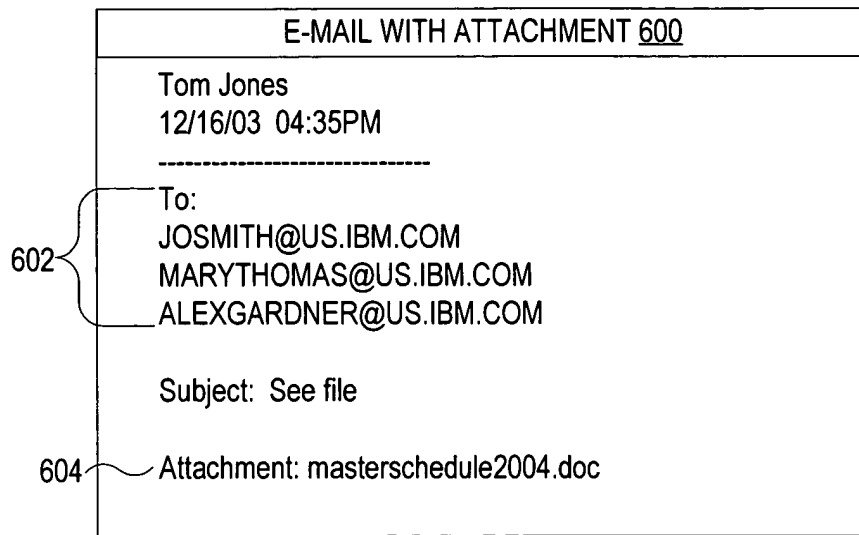 E-MAIL WITH ATTACHMENT 600
Tom Jones
12/16/03 04:35PM
-------------------------------
To:
602
JOSMITH@US.IBM.COM
MARYTHOMAS@US.IBM.COM
ALEXGARDNER@US.IBM.COM
Subject: See file
604 Attachment: masterschedule2004.doc